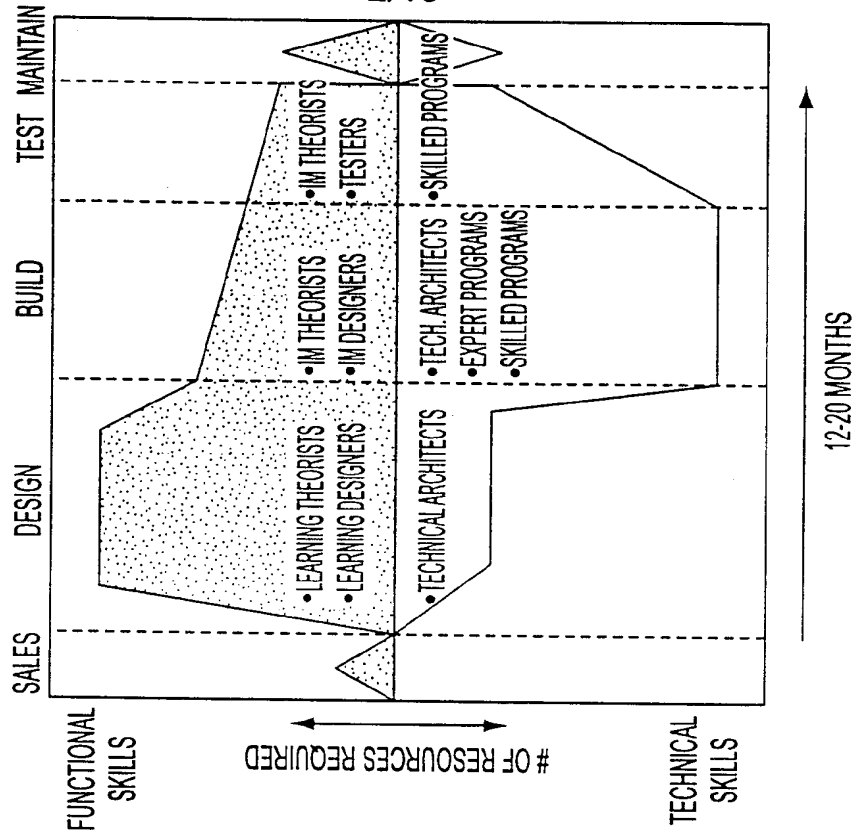 SALES
DESIGN
BUILD
TEST
MAINTAIN
FUNCTIONAL
SKILLS
# OF RESOURCES REQUIRED
TECHNICAL
SKILLS
•LEARNING THEORISTS
•LEARNING DESIGNERS
•TECHNICAL ARCHITECTS
•IM THEORISTS
•IM DESIGNERS
•TECH. ARCHITECTS
•EXPERT PROGRAMS
•SKILLED PROGRAMS
•IM THEORISTS
•TESTERS
•SKILLED PROGRAMS
12-20 MONTHS